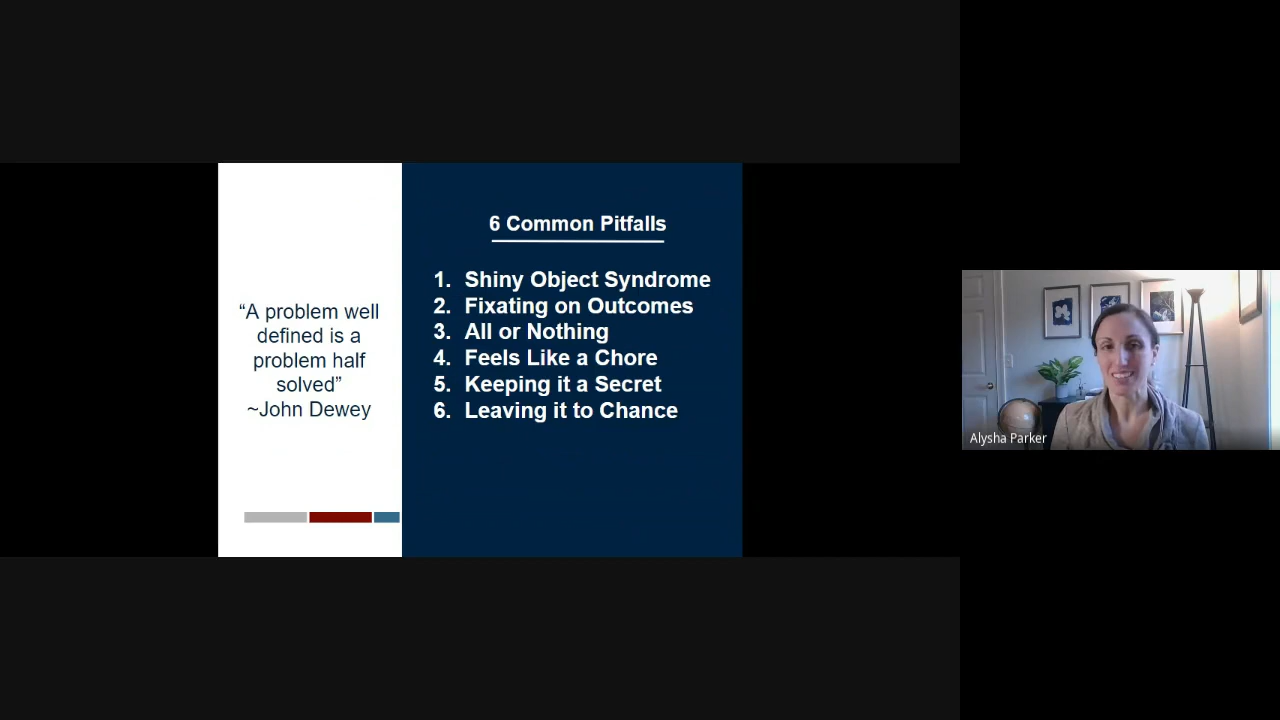 “A problem well
defined is a
problem half
solved”
~John Dewey
6 Common Pitfalls
1. Shiny Object Syndrome
2. Fixating on Outcomes
3. All or Nothing
4. Feels Like a Chore
5. Keeping it a Secret
6. Leaving it to Chance
Alysha Parker